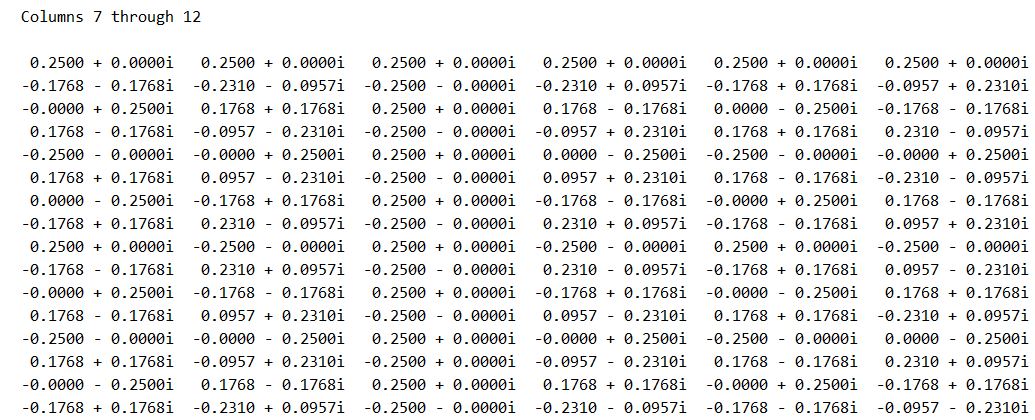 Columns 7 through 12
0.2500 + 0.0000i 0.2500 + 0.0000i 0.2500 + 0.0000i 0.2500 + 0.0000i 0.2500 + 0.0000i 0.2500 + 0.0000i
-0.1768 - 0.1768i -0.2310 - 0.0957i -0.2500 - 0.0000i -0.2310 + 0.0957i -0.1768 + 0.1768i -0.0957 + 0.2310i
-0.0000 + 0.2500i 0.1768 + 0.1768i 0.2500 + 0.0000i 0.1768 - 0.1768i 0.0000 - 0.2500i -0.1768 - 0.1768i
0.1768 - 0.1768i -0.0957 - 0.2310i -0.2500 - 0.0000i -0.0957 + 0.2310i 0.1768 + 0.1768i 0.2310 - 0.0957i
-0.2500 - 0.0000i -0.0000 + 0.2500i 0.2500 + 0.0000i 0.0000 - 0.2500i -0.2500 - 0.0000i -0.0000 + 0.2500i
0.1768 + 0.1768i 0.0957 - 0.2310i -0.2500 - 0.0000i 0.0957 + 0.2310i 0.1768 - 0.1768i -0.2310 - 0.0957i
0.0000 - 0.2500i -0.1768 + 0.1768i 0.2500 + 0.0000i -0.1768 - 0.1768i -0.0000 + 0.2500i 0.1768 - 0.1768i
-0.1768 + 0.1768i 0.2310 - 0.0957i -0.2500 - 0.0000i 0.2310 + 0.0957i -0.1768 - 0.1768i 0.0957 + 0.2310i
0.2500 + 0.0000i -0.2500 - 0.0000i 0.2500 + 0.0000i -0.2500 - 0.0000i 0.2500 + 0.0000i -0.2500 - 0.0000i
-0.1768 - 0.1768i 0.2310 + 0.0957i -0.2500 - 0.0000i 0.2310 - 0.0957i -0.1768 + 0.1768i 0.0957 - 0.2310i
-0.0000 + 0.2500i -0.1768 - 0.1768i 0.2500 + 0.0000i -0.1768 + 0.1768i -0.0000 - 0.2500i 0.1768 + 0.1768i
0.1768 - 0.1768i 0.0957 + 0.2310i -0.2500 - 0.0000i 0.0957 - 0.2310i 0.1768 + 0.1768i -0.2310 + 0.0957i
-0.2500 - 0.0000i -0.0000 - 0.2500i 0.2500 + 0.0000i -0.0000 + 0.2500i -0.2500 - 0.0000i 0.0000 - 0.2500i
0.1768 + 0.1768i -0.0957 + 0.2310i -0.2500 - 0.0000i -0.0957 - 0.2310i 0.1768 - 0.1768i 0.2310 + 0.0957i
-0.0000 - 0.2500i 0.1768 - 0.1768i 0.2500 + 0.0000i 0.1768 + 0.1768i -0.0000 + 0.2500i -0.1768 + 0.1768i
-0.1768 + 0.1768i -0.2310 + 0.0957i -0.2500 - 0.0000i -0.2310 - 0.0957i -0.1768 - 0.1768i -0.0957 - 0.2310i